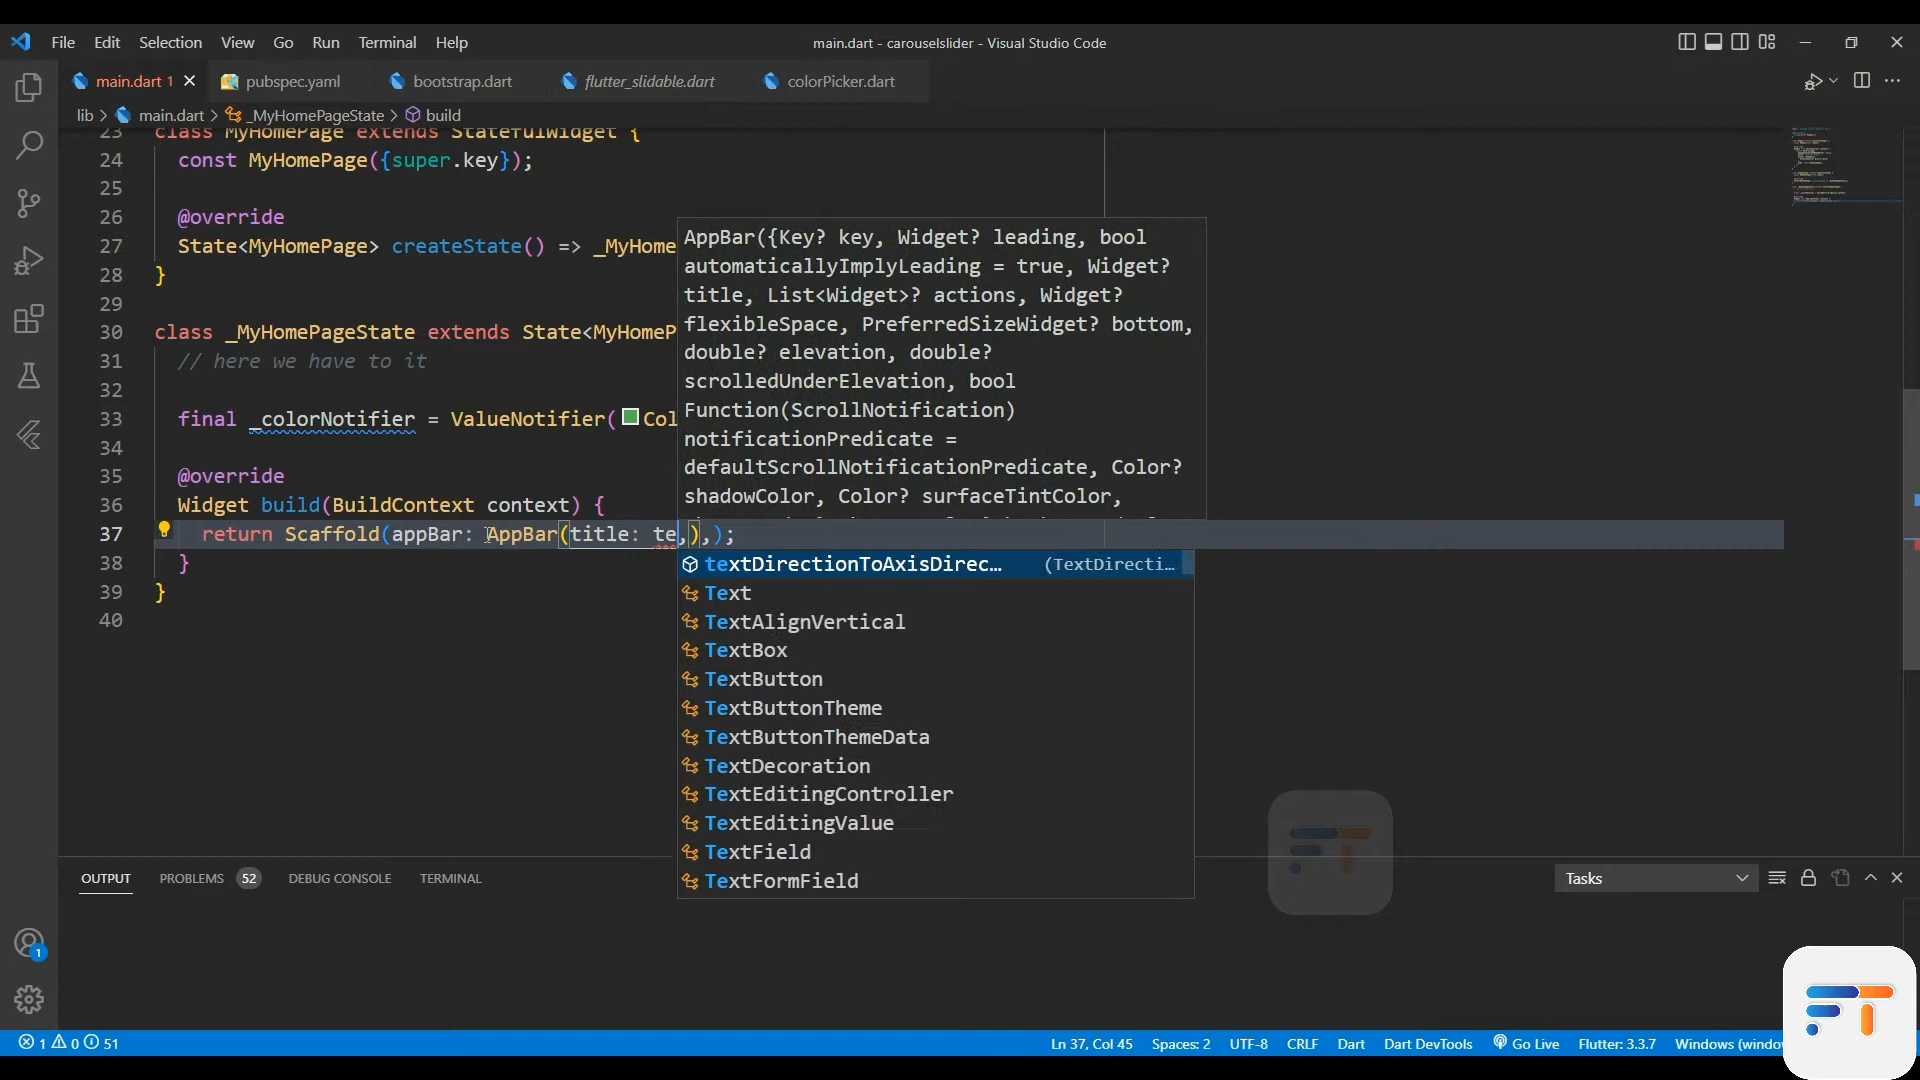 File Edit Selection View Go Run Terminal Help
main.dart - carouselslider - Visual Studio Code
main.dart 1 pubspec.yaml bootstrap.dart flutter_slidable.dart colorPicker.dart
lib > main.dart > _MyHomePageState > build
23 class MyHomePage extends StatefulWidget {
24 const MyHomePage({super.key});
25
26 @override
27 State<MyHomePage> createState() => _MyHome
28 }
29
30 class _MyHomePageState extends State<MyHomeP
31 // here we have to it
32
33 final _colorNotifier = ValueNotifier(Col
34
35 @override
36 Widget build(BuildContext context) {
37 return Scaffold(appBar: AppBar(title: te,),);
38 }
39 }
40
AppBar({Key? key, Widget? leading, bool
automaticallyImplyLeading = true, Widget?
title, List<Widget>? actions, Widget?
flexibleSpace, PreferredSizeWidget? bottom,
double? elevation, double?
scrolledUnderElevation, bool
Function(ScrollNotification)
notificationPredicate =
defaultScrollNotificationPredicate, Color?
shadowColor, Color? surfaceTintColor,
textDirectionToAxisDirec… (TextDirecti…
Text
TextAlignVertical
TextBox
TextButton
TextButtonTheme
TextButtonThemeData
TextDecoration
TextEditingController
TextEditingValue
TextField
TextFormField
OUTPUT PROBLEMS 52 DEBUG CONSOLE TERMINAL
Tasks
1
1 0 51
Ln 37, Col 45 Spaces: 2 UTF-8 CRLF Dart Dart DevTools Go Live Flutter: 3.3.7 Windows (windo